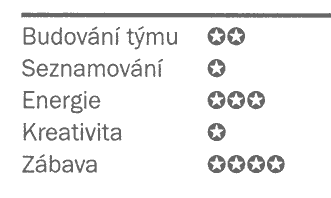 Budování týmu ✪✪
Seznamování ✪
Energie ✪✪✪
Kreativita ✪
Zábava ✪✪✪✪